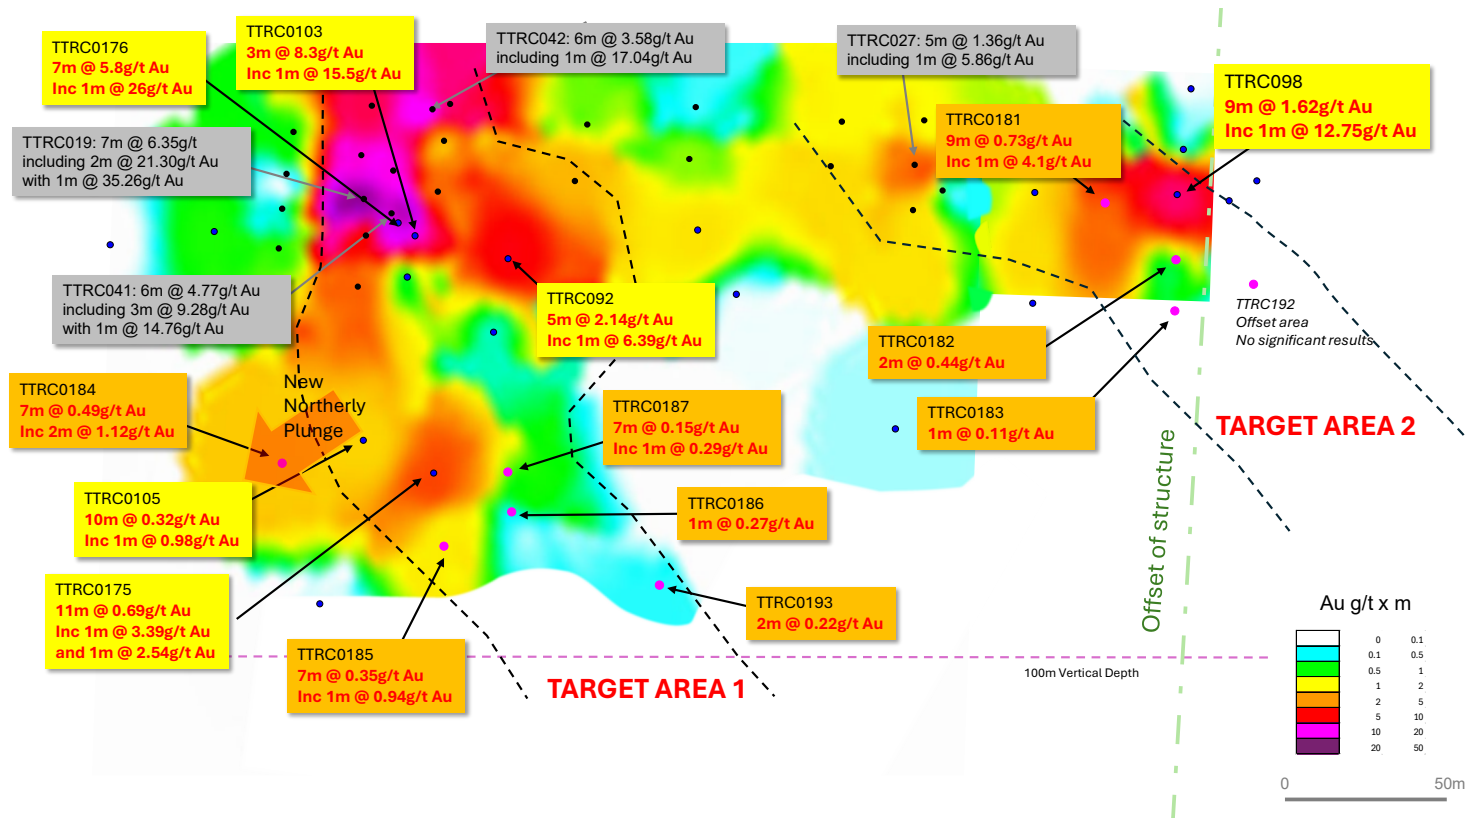 TTRC0176
7m @ 5.8g/t Au
Inc 1m @ 26g/t Au
TTRC0103
3m @ 8.3g/t Au
Inc 1m @ 15.5g/t Au
TTRC042: 6m @ 3.58g/t Au
including 1m @ 17.04g/t Au
TTRC027: 5m @ 1.36g/t Au
including 1m @ 5.86g/t Au
TTRC098
9m @ 1.62g/t Au
Inc 1m @ 12.75g/t Au
TTRC0181
9m @ 0.73g/t Au
Inc 1m @ 4.1g/t Au
TTRC019: 7m @ 6.35g/t
including 2m @ 21.30g/t Au
with 1m @ 35.26g/t Au
TTRC041: 6m @ 4.77g/t Au
including 3m @ 9.28g/t Au
with 1m @ 14.76g/t Au
TTRC092
5m @ 2.14g/t Au
Inc 1m @ 6.39g/t Au
TTRC192
Offset area
No significant results
TTRC0182
2m @ 0.44g/t Au
TTRC0184
7m @ 0.49g/t Au
Inc 2m @ 1.12g/t Au
New
Northerly
Plunge
TTRC0187
7m @ 0.15g/t Au
Inc 1m @ 0.29g/t Au
TTRC0183
1m @ 0.11g/t Au
TARGET AREA 2
TTRC0105
10m @ 0.32g/t Au
Inc 1m @ 0.98g/t Au
TTRC0186
1m @ 0.27g/t Au
Offset of structure
TTRC0175
11m @ 0.69g/t Au
Inc 1m @ 3.39g/t Au
and 1m @ 2.54g/t Au
TTRC0193
2m @ 0.22g/t Au
TTRC0185
7m @ 0.35g/t Au
Inc 1m @ 0.94g/t Au
TARGET AREA 1
100m Vertical Depth
Au g/t x m
0 0.1
0.1 0.5
0.5 1
1 2
2 5
5 10
10 20
20 50
0 50m